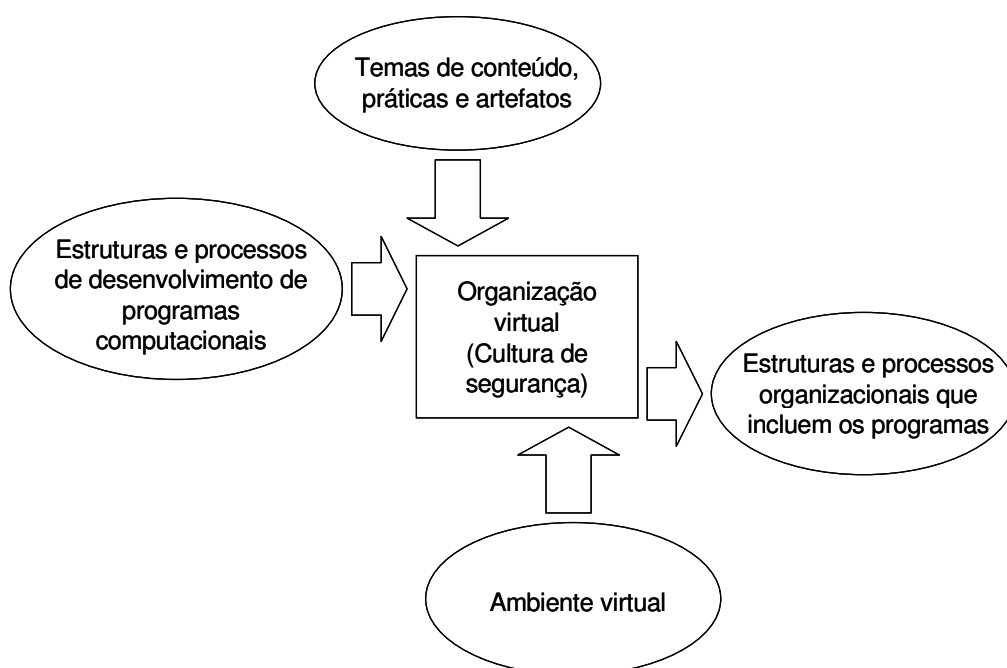 Temas de conteúdo,
práticas e artefatos
Estruturas e processos
de desenvolvimento de
programas
computacionais
Organização
virtual
(Cultura de
segurança)
Estruturas e processos
organizacionais que
incluem os programas
Ambiente virtual